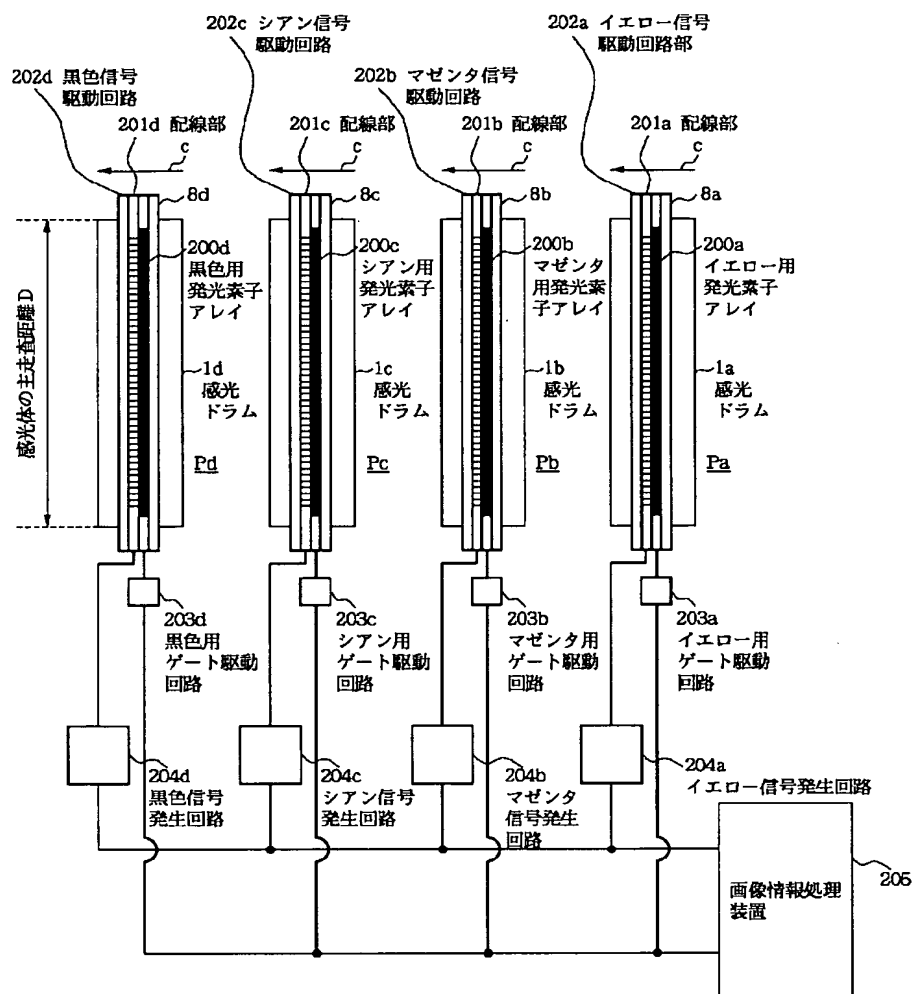 202c シアン信号
駆動回路
202a イエロー信号
駆動回路部
202d 黒色信号
駆動回路
202b マゼンタ信号
駆動回路
201d 配線部
201c 配線部
201b 配線部
201a 配線部
c
c
c
c
8d
8c
8b
8a
200d
黒色用
発光素子
アレイ
200c
シアン用
発光素子
アレイ
200b
マゼンタ
用発光素
子アレイ
200a
イエロー用
発光素子
アレイ
感光体の主走査距離D
1d
感光
ドラム
1c
感光
ドラム
1b
感光
ドラム
1a
感光
ドラム
Pd
Pc
Pb
Pa
203d
黒色用
ゲート駆動
回路
203c
シアン用
ゲート駆動
回路
203b
マゼンタ用
ゲート駆動
回路
203a
イエロー用
ゲート駆動
回路
204d
黒色信号
発生回路
204c
シアン信号
発生回路
204b
マゼンタ
信号発生
回路
204a
イエロー信号発生回路
205
画像情報処理
装置